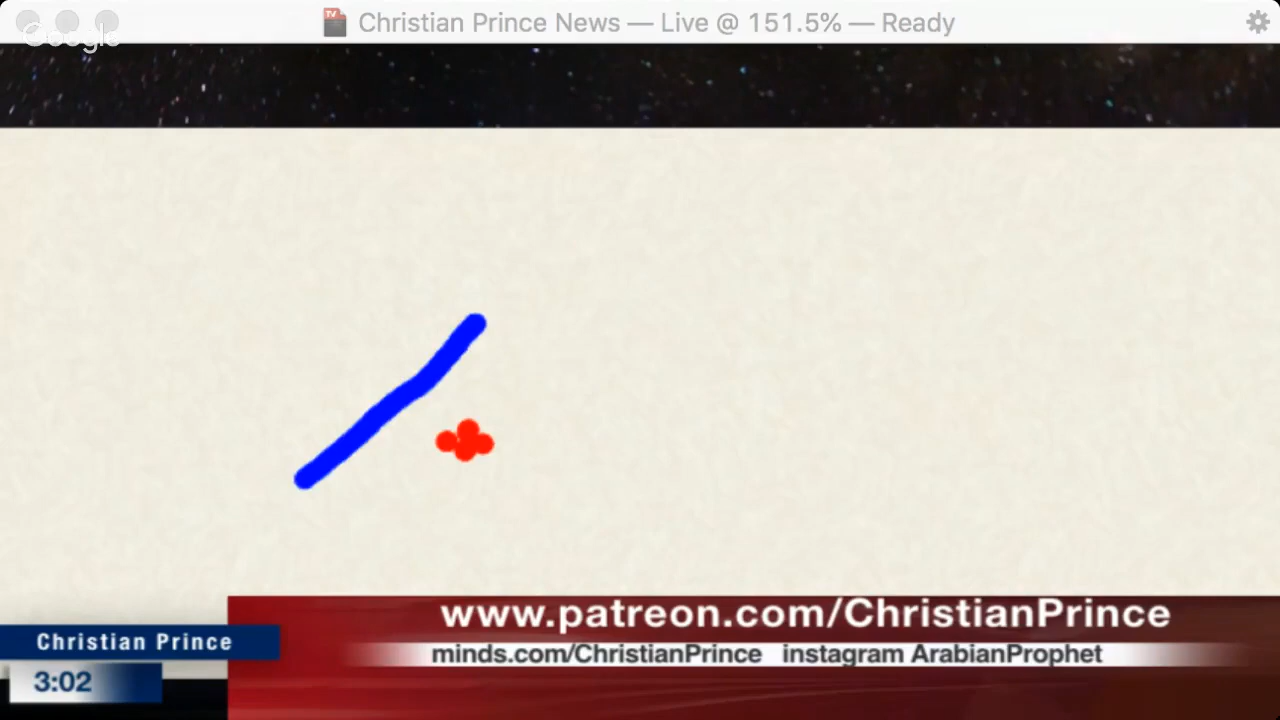 Christian Prince News — Live @ 151.5% — Ready
Google
www.patreon.com/ChristianPrince
Christian Prince
minds.com/ChristianPrince instagram ArabianProphet
3:02